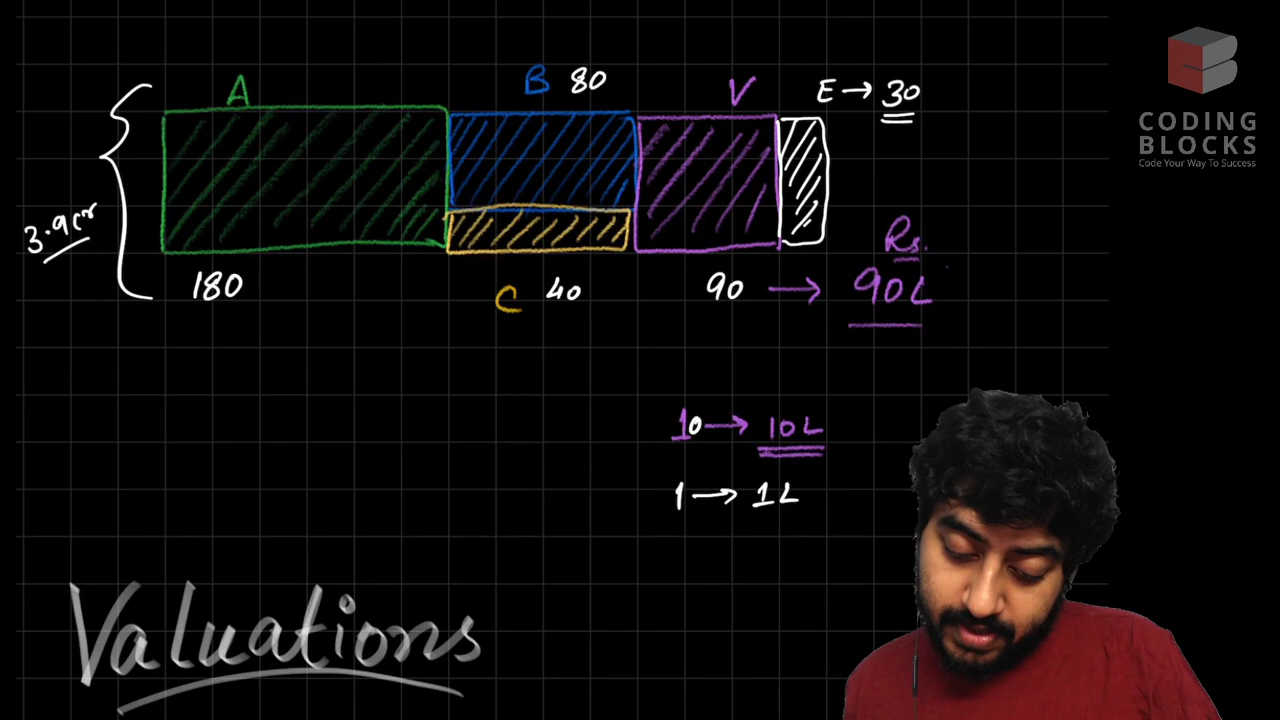 A
B 80
V
E → 30
3.9cr
Rs.
180
C 40
90 → 90L
10 → 10L
1 → 1L
Valuations
CODING
BLOCKS
Code Your Way To Success